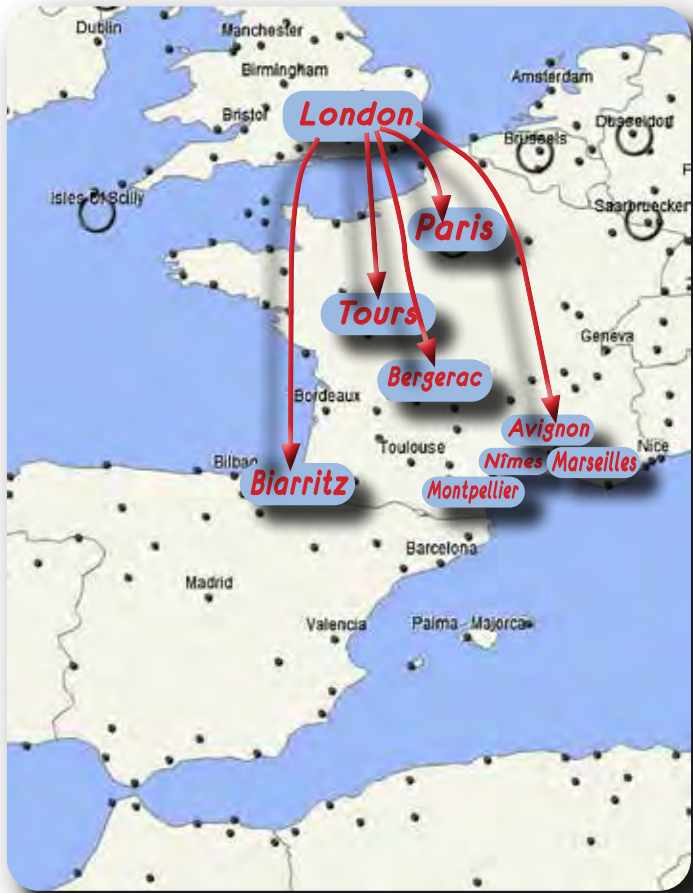 Dublin
Manchester
Birmingham
Amsterdam
Bristol
London
Dusseldorf
Brussels
Isles of Scilly
Saarbruecken
Paris
Tours
Geneva
Bergerac
Bordeaux
Avignon
Toulouse
Nice
Nîmes
Marseilles
Bilbao
Biarritz
Montpellier
Barcelona
Madrid
Valencia
Palma - Majorca